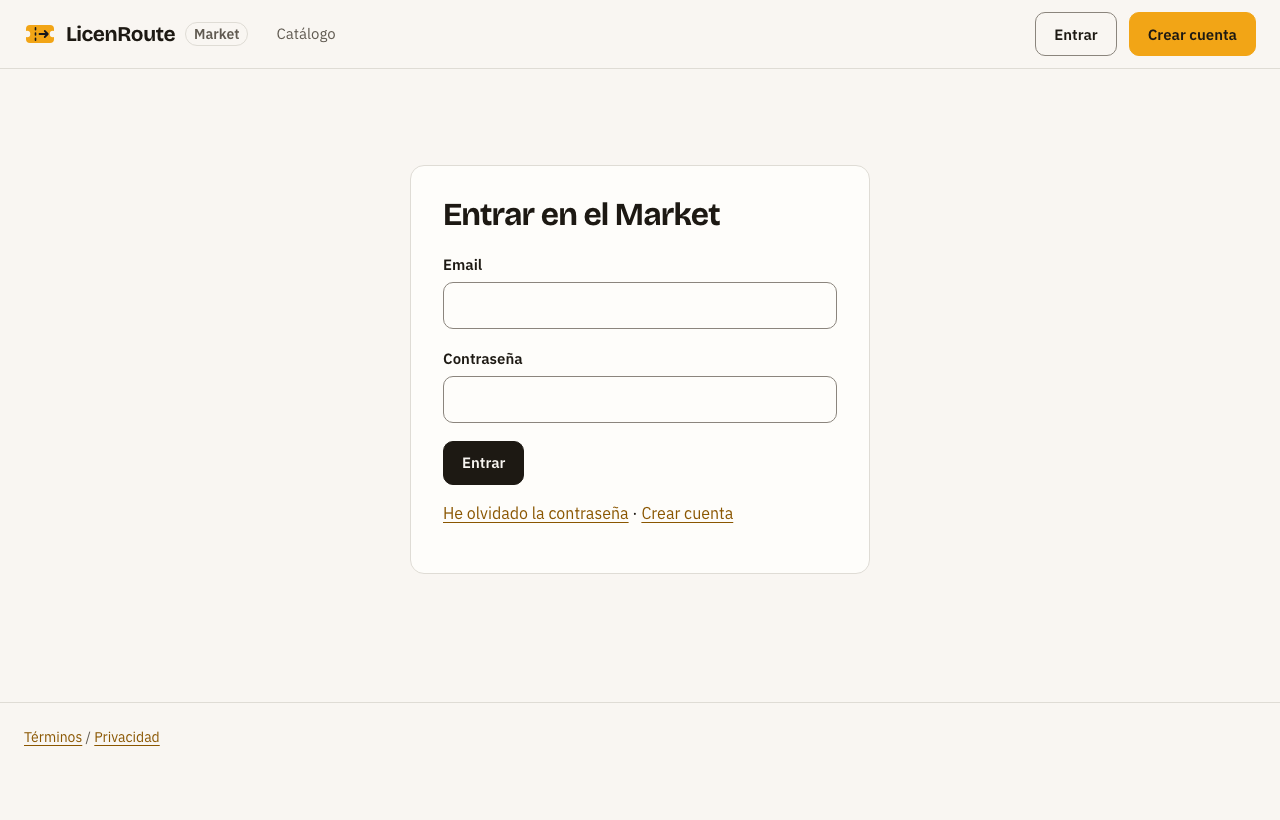 LicenRoute Market Catálogo Entrar Crear cuenta
Entrar en el Market
Email
Contraseña
Entrar
He olvidado la contraseña · Crear cuenta
Términos / Privacidad